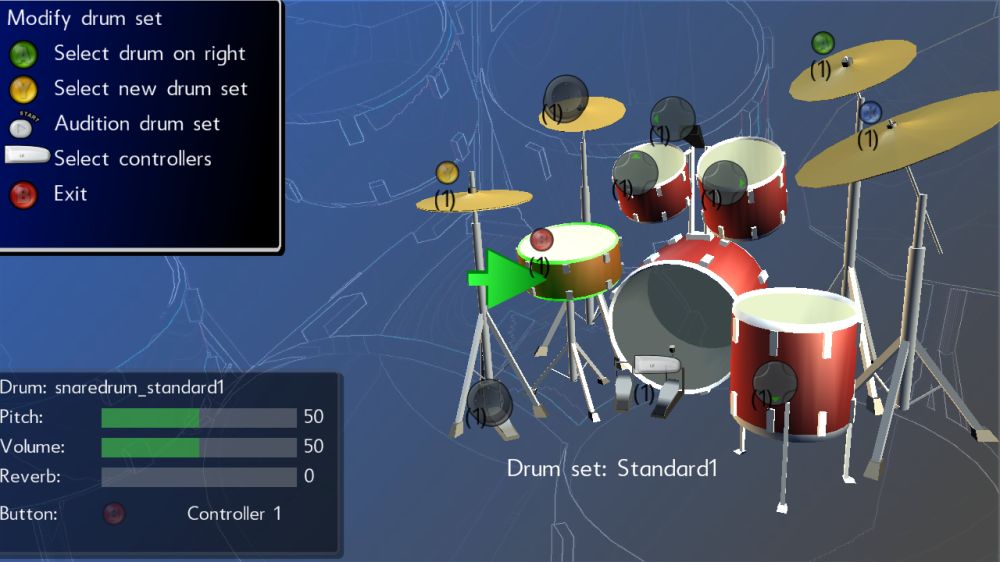 Modify drum set
A Select drum on right
Y Select new drum set
START Audition drum set
LB Select controllers
B Exit
A
(1)
(1)
X
(1)
(1)
(1)
(1)
Y
(1)
B
(1)
(1)
(1)
(1)
Drum: snaredrum_standard1
Pitch: 50
Volume: 50
Reverb: 0
Button: B Controller 1
Drum set: Standard1